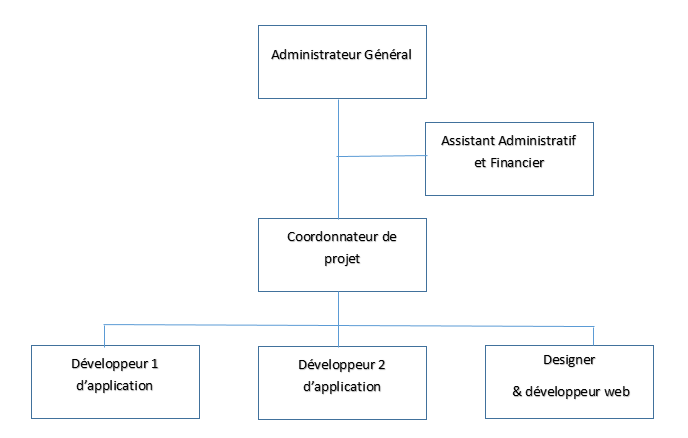 Administrateur Général
Assistant Administratif
et Financier
Coordonnateur de
projet
Développeur 1
d’application
Développeur 2
d’application
Designer
& développeur web